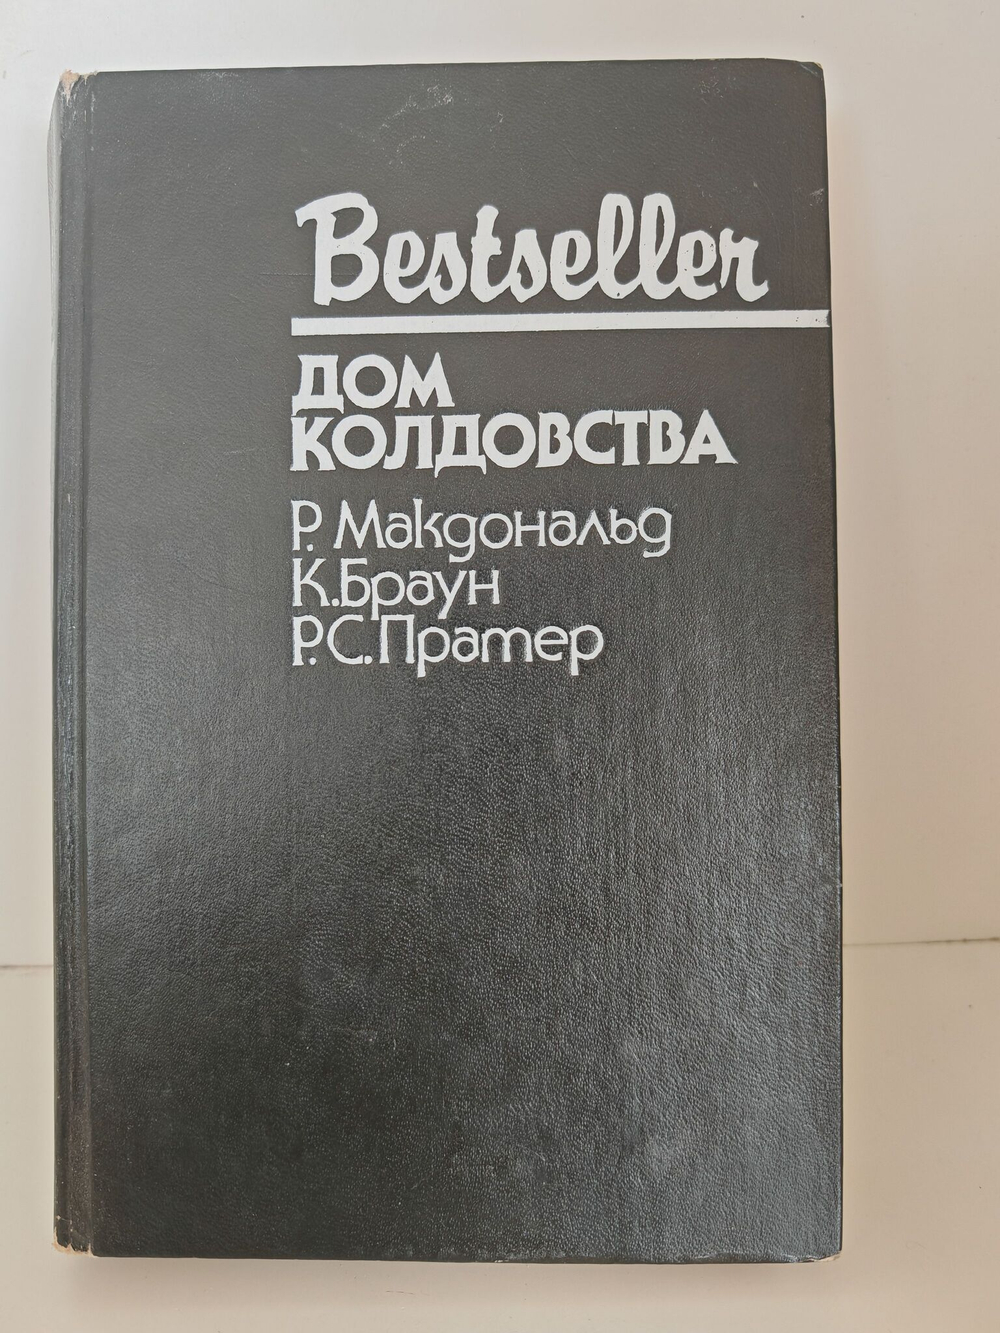 Bestseller
ДОМ
КОЛДОВСТВА
Р. Макдональд
К.Браун
Р.С.Пратер